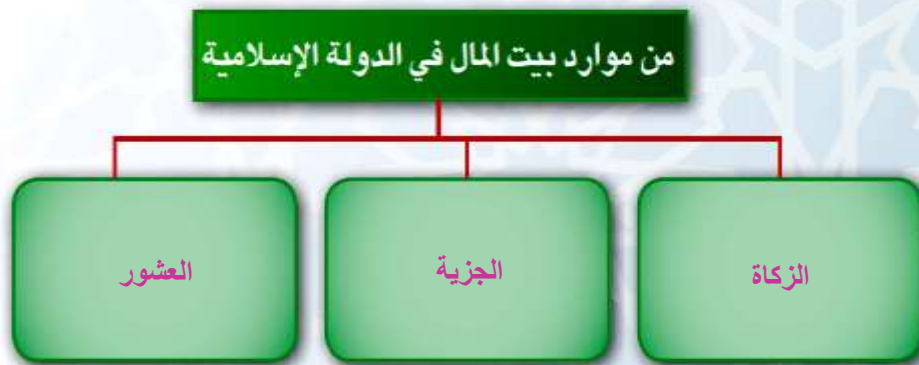 من موارد بيت المال في الدولة الإسلامية
الزكاة
الجزية
العشور